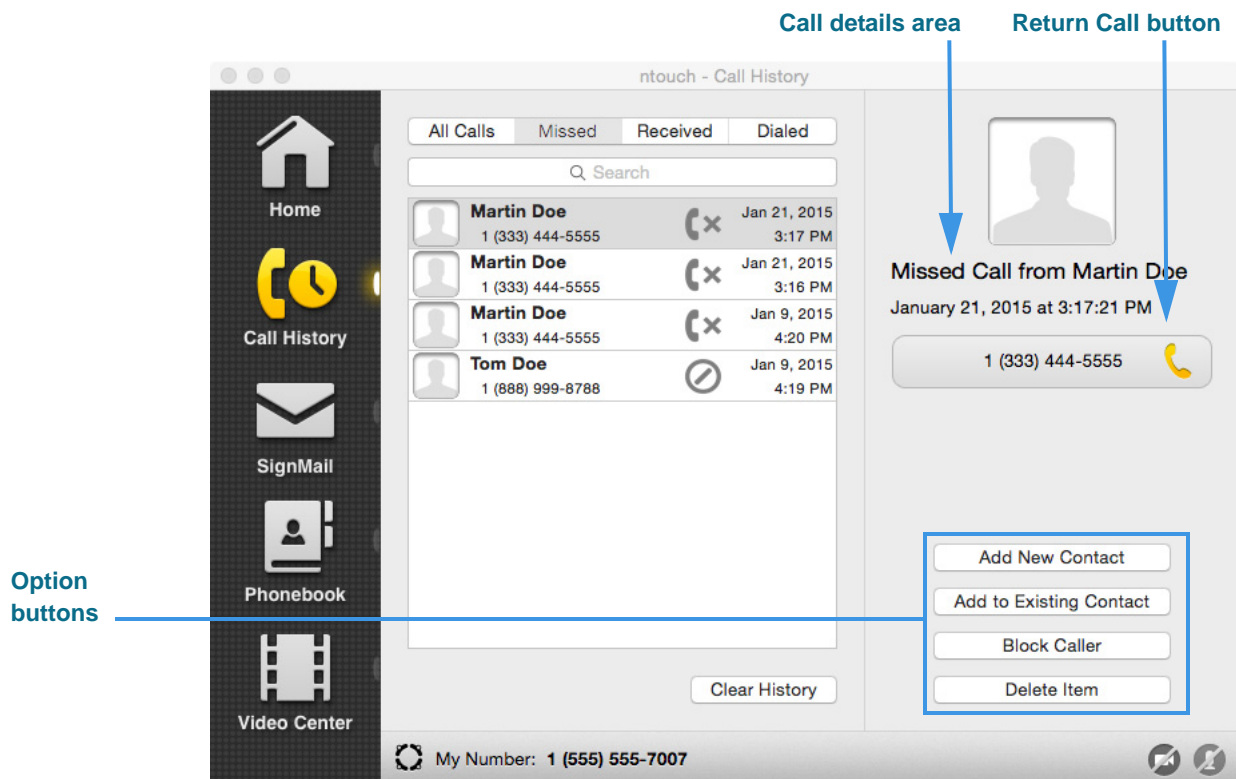 Call details area
Return Call button
ntouch - Call History
All Calls
Missed
Received
Dialed
Search
Home
Call History
SignMail
Phonebook
Video Center
Martin Doe
Jan 21, 2015
1 (333) 444-5555
3:17 PM
Martin Doe
Jan 21, 2015
1 (333) 444-5555
3:16 PM
Martin Doe
Jan 9, 2015
1 (333) 444-5555
4:20 PM
Tom Doe
Jan 9, 2015
1 (888) 999-8788
4:19 PM
Clear History
Missed Call from Martin Doe
January 21, 2015 at 3:17:21 PM
1 (333) 444-5555
Option
buttons
Add New Contact
Add to Existing Contact
Block Caller
Delete Item
My Number: 1 (555) 555-7007